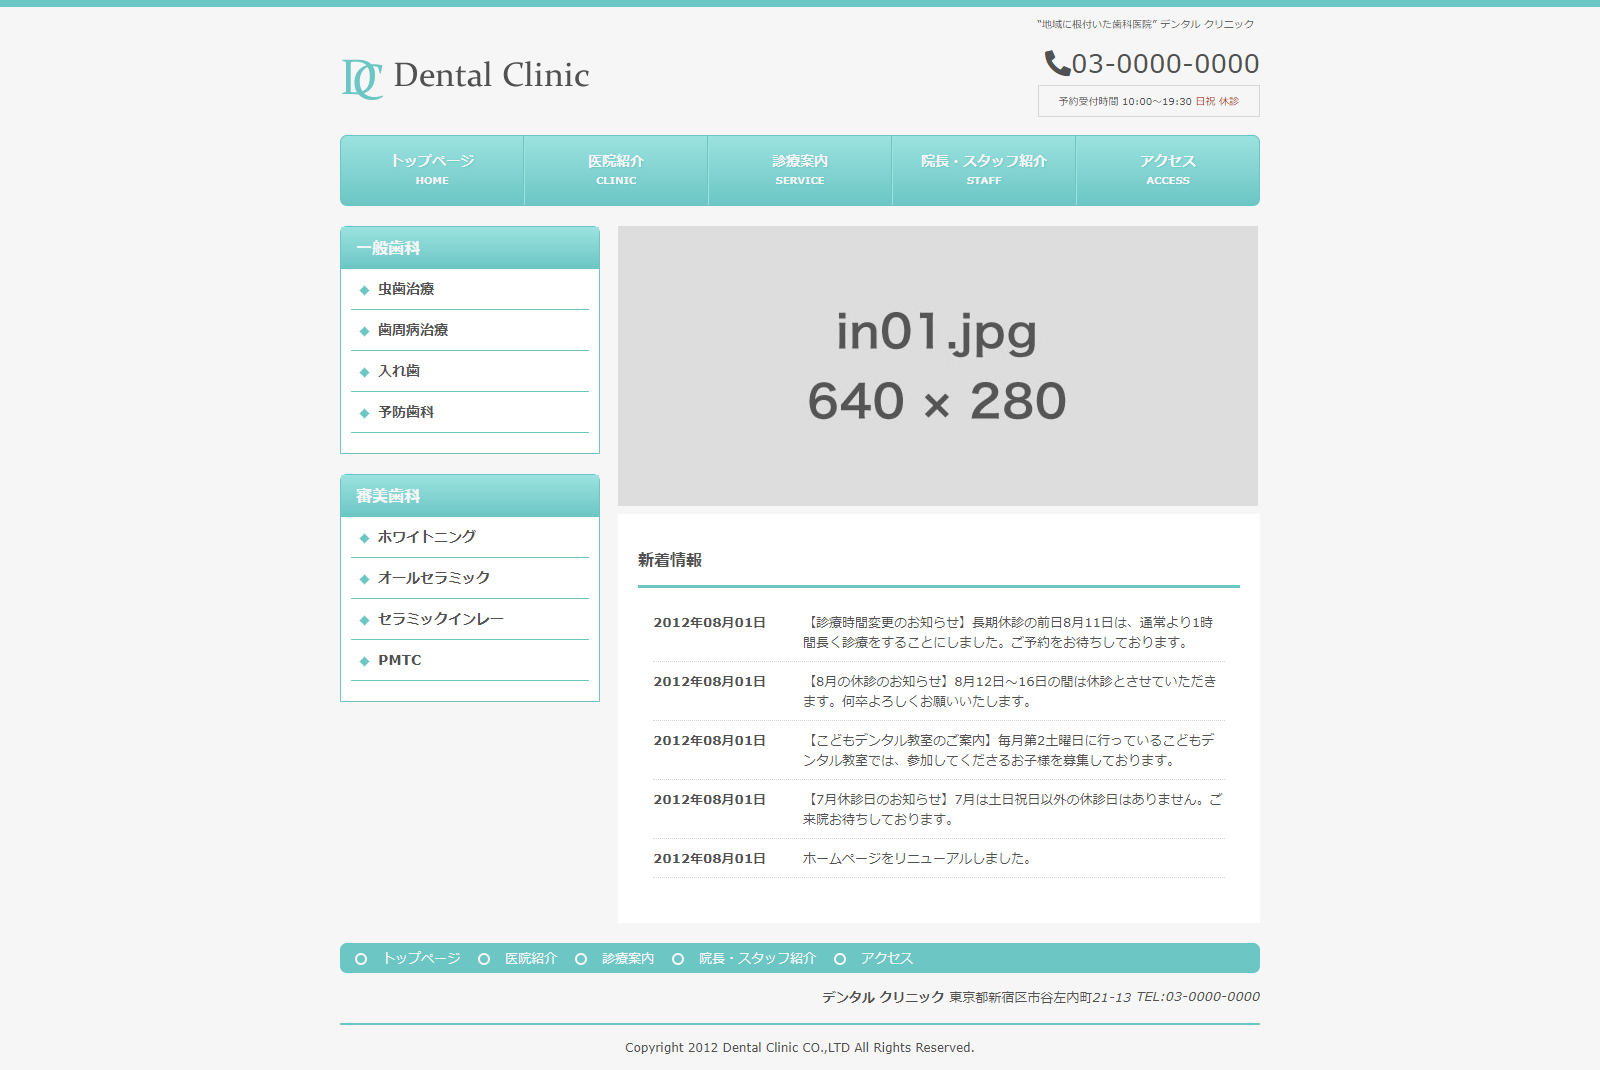 “地域に根付いた歯科医院” デンタル クリニック
DC Dental Clinic
03-0000-0000
予約受付時間 10:00～19:30 日祝 休診
トップページ 医院紹介 診療案内 院長・スタッフ紹介 アクセス
HOME CLINIC SERVICE STAFF ACCESS
一般歯科
虫歯治療
歯周病治療
入れ歯
予防歯科
審美歯科
ホワイトニング
オールセラミック
セラミックインレー
PMTC
in01.jpg
640 × 280
新着情報
2012年08月01日 【診療時間変更のお知らせ】長期休診の前日8月11日は、通常より1時
間長く診療をすることにしました。ご予約をお待ちしております。
2012年08月01日 【8月の休診のお知らせ】8月12日～16日の間は休診とさせていただき
ます。何卒よろしくお願いいたします。
2012年08月01日 【こどもデンタル教室のご案内】毎月第2土曜日に行っているこどもデ
ンタル教室では、参加してくださるお子様を募集しております。
2012年08月01日 【7月休診日のお知らせ】7月は土日祝日以外の休診日はありません。ご
来院お待ちしております。
2012年08月01日 ホームページをリニューアルしました。
トップページ 医院紹介 診療案内 院長・スタッフ紹介 アクセス
デンタル クリニック 東京都新宿区市谷左内町21-13 TEL:03-0000-0000
Copyright 2012 Dental Clinic CO.,LTD All Rights Reserved.